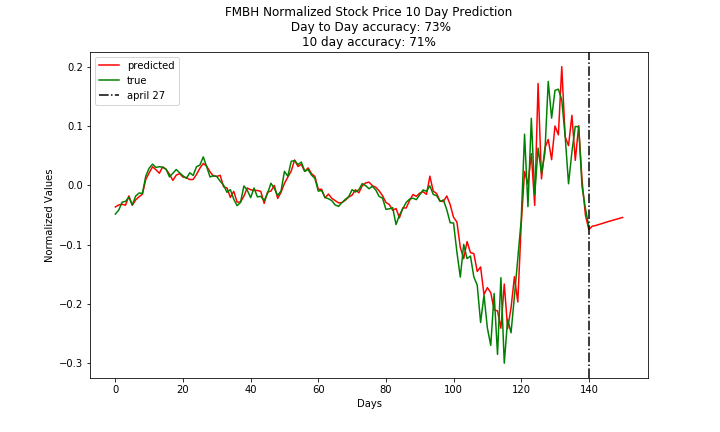 FMBH Normalized Stock Price 10 Day Prediction
Day to Day accuracy: 73%
10 day accuracy: 71%
predicted
true
april 27
Normalized Values
0.2
0.1
0.0
−0.1
−0.2
−0.3
0 20 40 60 80 100 120 140
Days